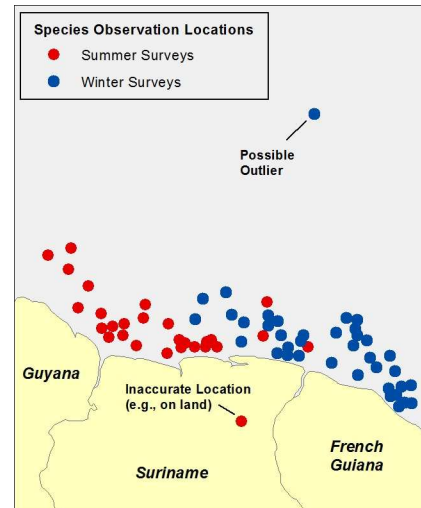 Species Observation Locations
Summer Surveys
Winter Surveys
Possible
Outlier
Guyana
Inaccurate Location
(e.g., on land)
Suriname
French
Guiana